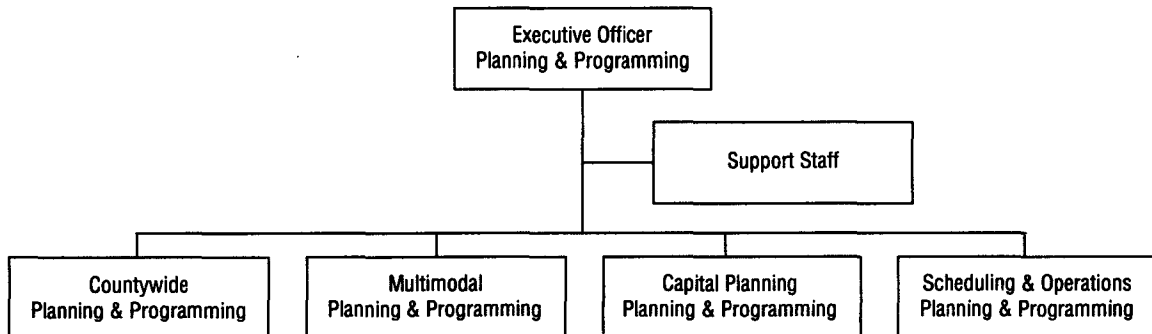 Executive Officer
Planning & Programming
Support Staff
Countywide
Planning & Programming
Multimodal
Planning & Programming
Capital Planning
Planning & Programming
Scheduling & Operations
Planning & Programming